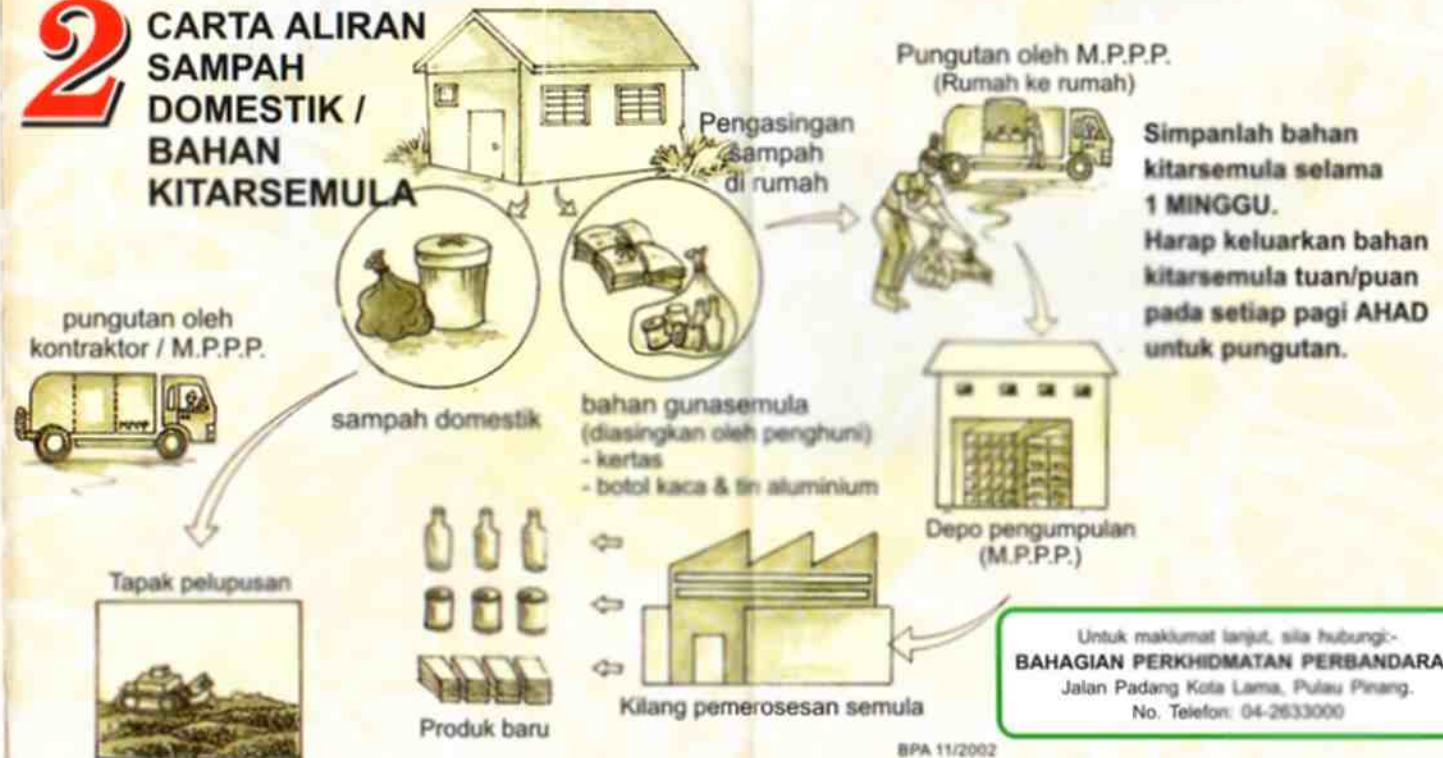 2
CARTA ALIRAN
SAMPAH
DOMESTIK /
BAHAN
KITARSEMULA
Pengasingan
sampah
di rumah
Pungutan oleh M.P.P.P.
(Rumah ke rumah)
Simpanlah bahan
kitarsemula selama
1 MINGGU.
Harap keluarkan bahan
kitarsemula tuan/puan
pada setiap pagi AHAD
untuk pungutan.
pungutan oleh
kontraktor / M.P.P.P.
MPPP
sampah domestik
bahan gunasemula
(diasingkan oleh penghuni)
- kertas
- botol kaca & tin aluminium
Depo pengumpulan
(M.P.P.P.)
Tapak pelupusan
Produk baru
Kilang pemerosesan semula
Untuk maklumat lanjut, sila hubungi:-
BAHAGIAN PERKHIDMATAN PERBANDARA
Jalan Padang Kota Lama, Pulau Pinang.
No. Telefon: 04-2633000
BPA 11/2002